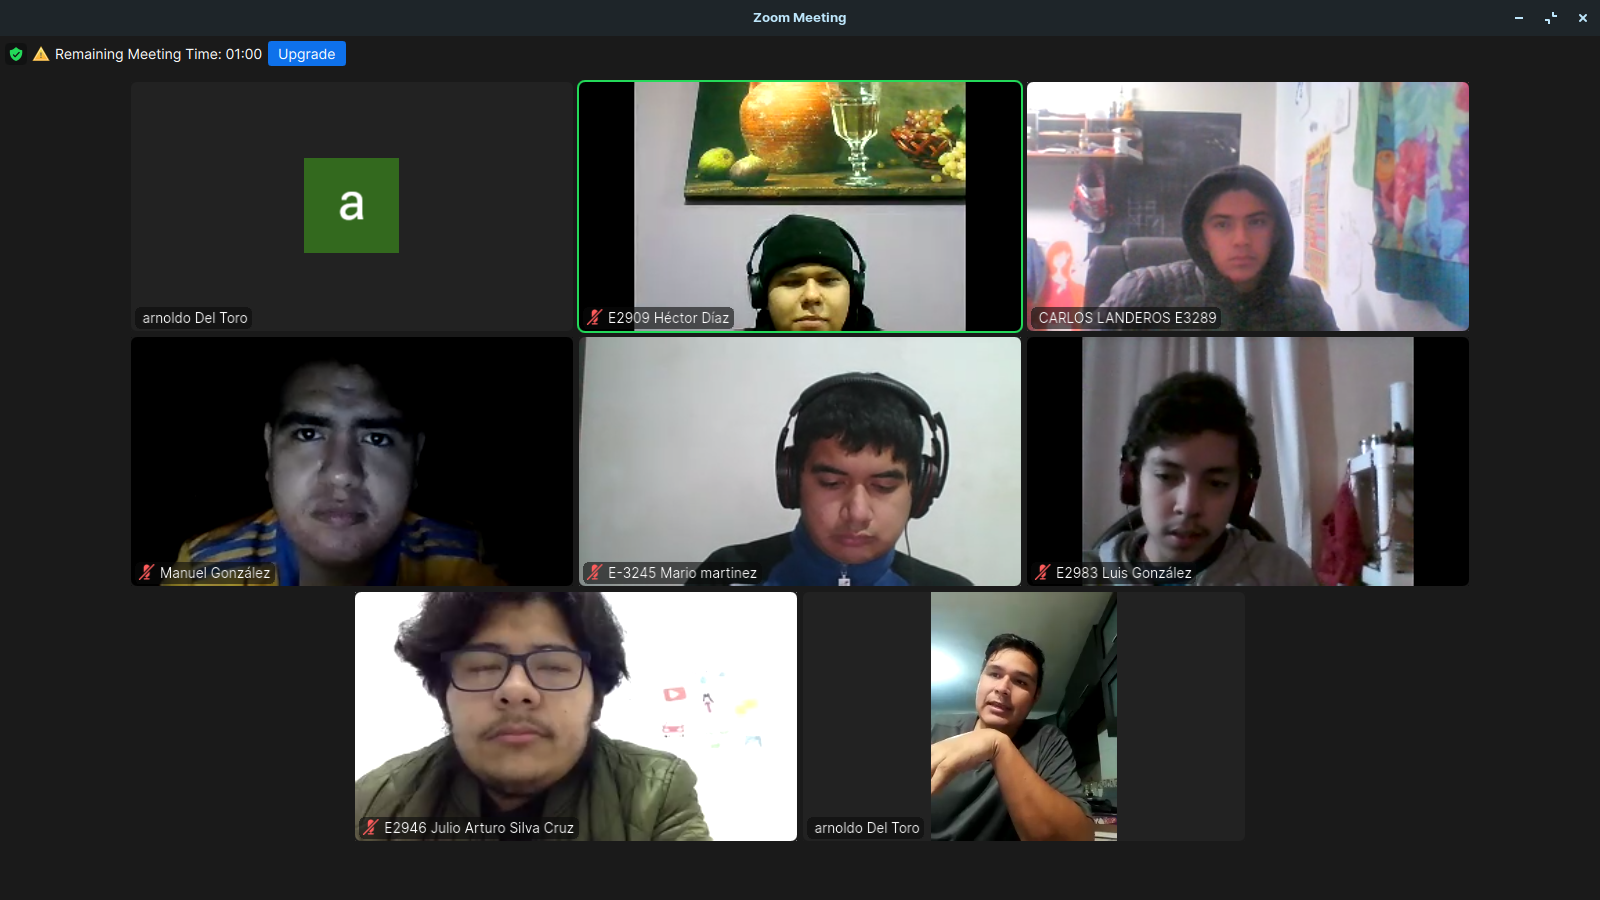 Zoom Meeting
Remaining Meeting Time: 01:00 Upgrade
a
arnoldo Del Toro
E2909 Héctor Díaz
CARLOS LANDEROS E3289
Manuel González
E-3245 Mario martinez
E2983 Luis González
E2946 Julio Arturo Silva Cruz
arnoldo Del Toro